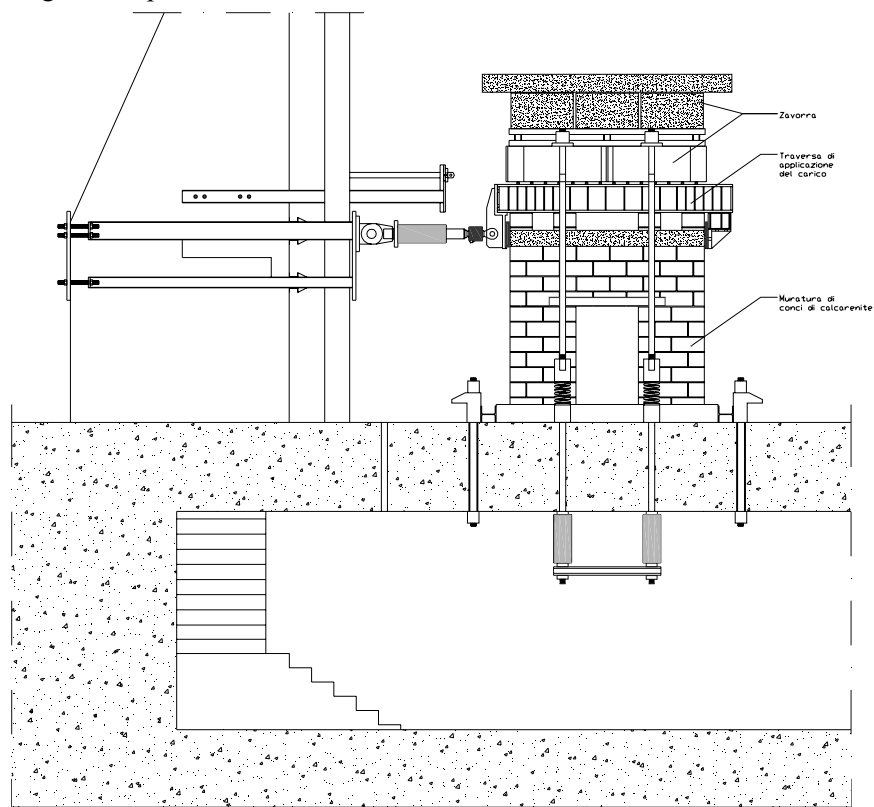 Zavorra
Traversa di
applicazione
del carico
Muratura di
conci di calcarenite